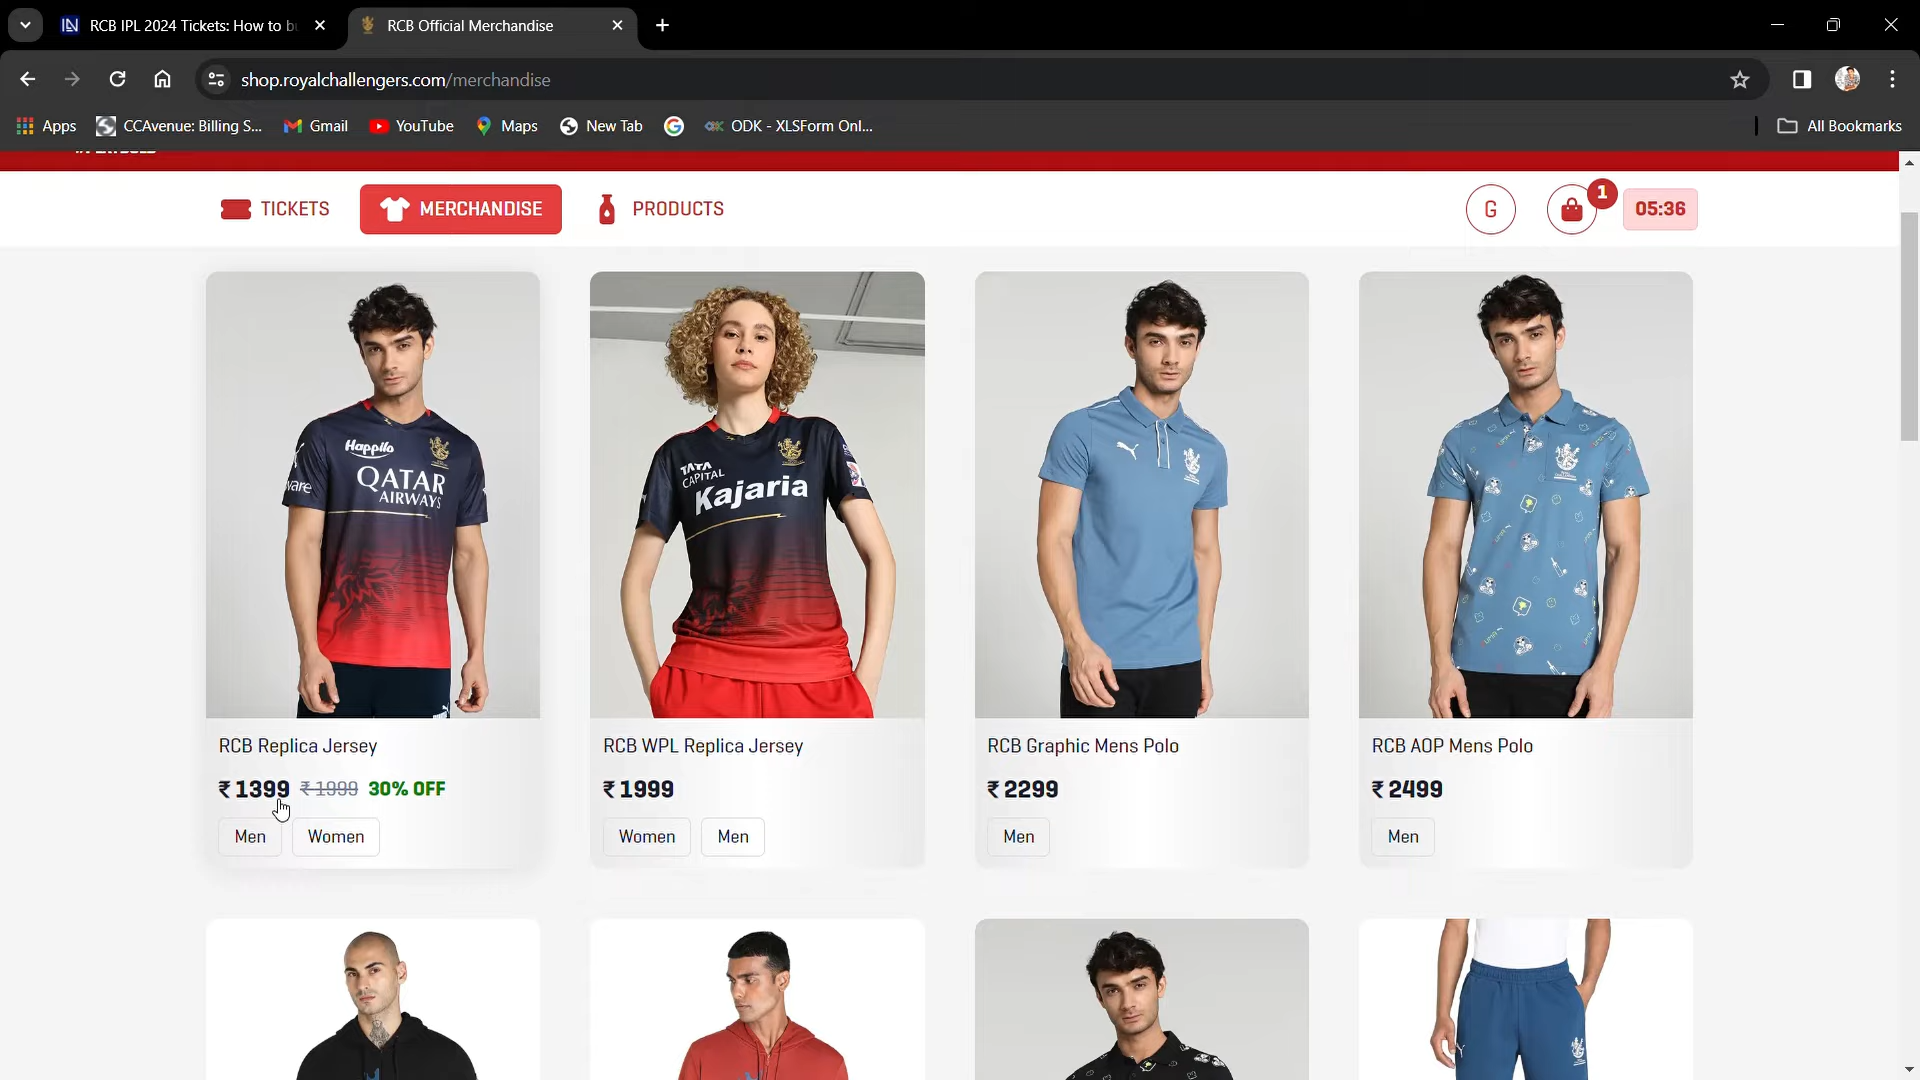 RCB IPL 2024 Tickets: How to b
RCB Official Merchandise
shop.royalchallengers.com/merchandise
Apps
CCAvenue: Billing S...
Gmail
YouTube
Maps
New Tab
ODK - XLSForm Onl...
All Bookmarks
TICKETS
MERCHANDISE
PRODUCTS
G
1
05:36
Happilo
QATAR
AIRWAYS
ware
TATA
CAPITAL
Kajaria
RCB Replica Jersey
₹ 1399 ₹ 1999 30% OFF
Men Women
RCB WPL Replica Jersey
₹ 1999
Women Men
RCB Graphic Mens Polo
₹ 2299
Men
RCB AOP Mens Polo
₹ 2499
Men